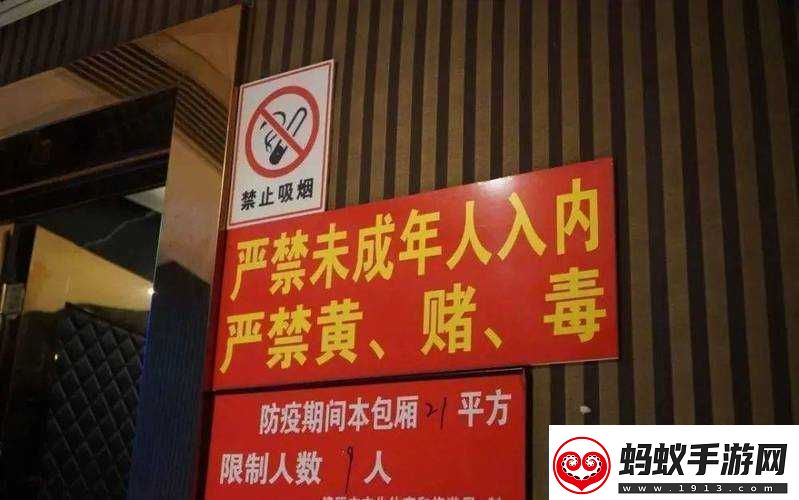 禁止吸烟
严禁未成年人入内
严禁黄、赌、毒
防疫期间本包厢21平方
限制人数9人
蚂蚁手游网
www.1913.com